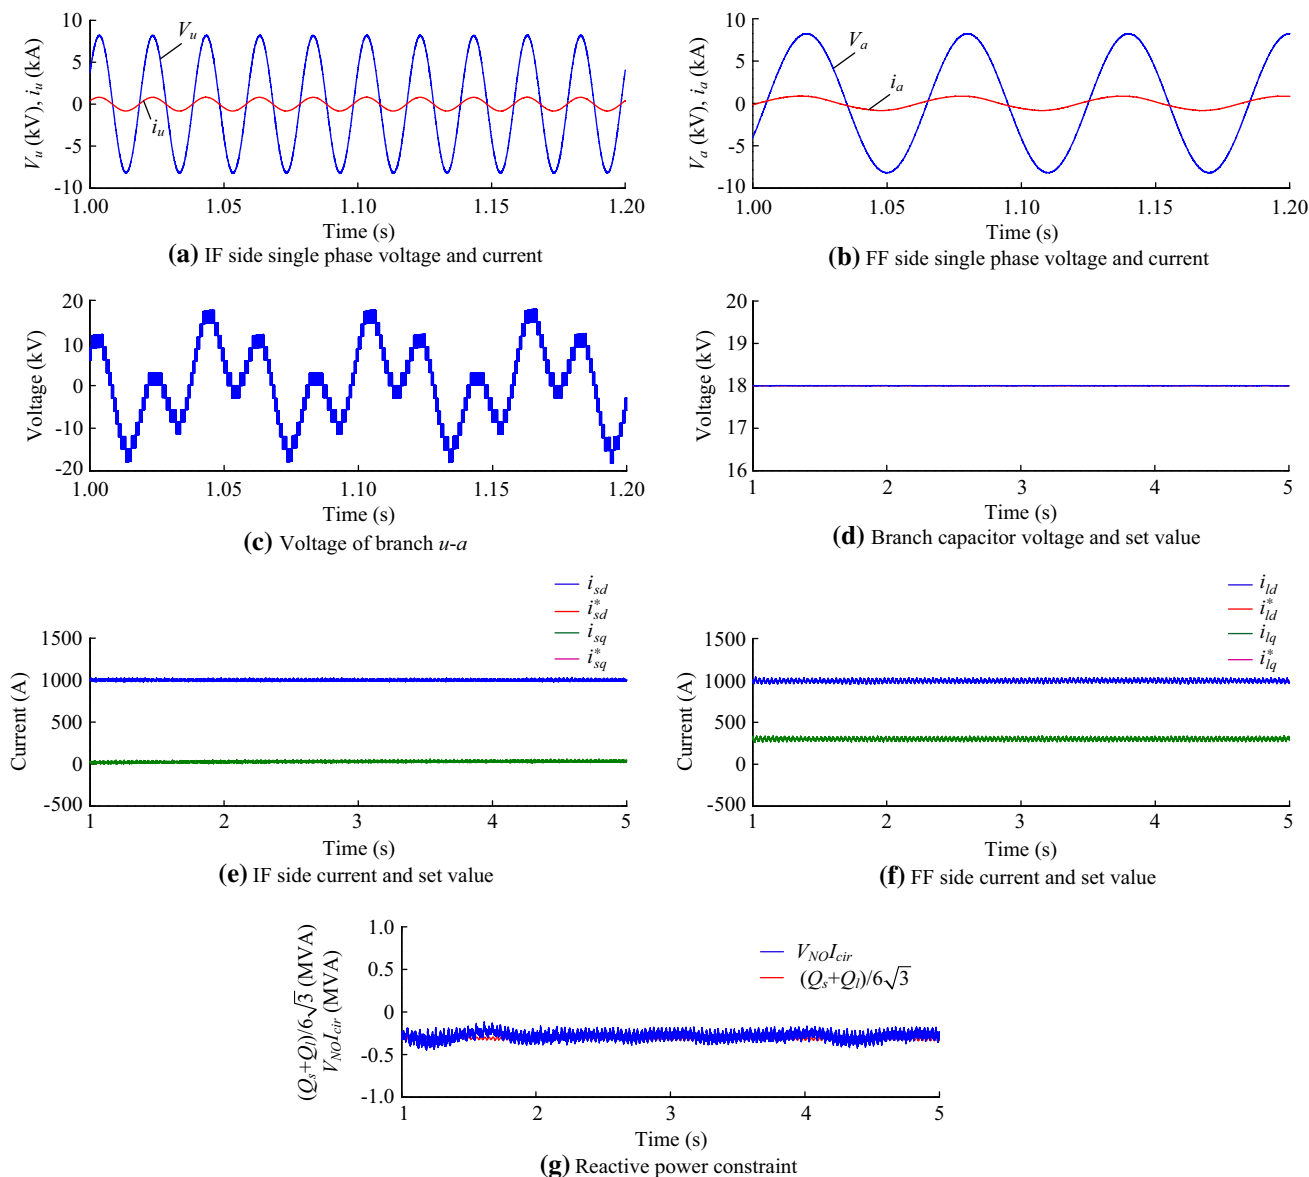 V_u (kV), i_u (kA)
10
5
0
-5
-10
V_u
i_u
1.00 1.05 1.10 1.15 1.20
Time (s)
(a) IF side single phase voltage and current
V_a (kV), i_a (kA)
10
5
0
-5
-10
V_a
i_a
1.00 1.05 1.10 1.15 1.20
Time (s)
(b) FF side single phase voltage and current
Voltage (kV)
20
10
0
-10
-20
1.00 1.05 1.10 1.15 1.20
Time (s)
(c) Voltage of branch u-a
Voltage (kV)
20
19
18
17
16
1 2 3 4 5
Time (s)
(d) Branch capacitor voltage and set value
i_sd
i*_sd
i_sq
i*_sq
Current (A)
1500
1000
500
0
-500
1 2 3 4 5
Time (s)
(e) IF side current and set value
i_ld
i*_ld
i_lq
i*_lq
Current (A)
1500
1000
500
0
-500
1 2 3 4 5
Time (s)
(f) FF side current and set value
(Q_s+Q_l)/6√3 (MVA)
V_NO I_cir (MVA)
1.0
0.5
0
-0.5
-1.0
V_NO I_cir
(Q_s+Q_l)/6√3
1 2 3 4 5
Time (s)
(g) Reactive power constraint